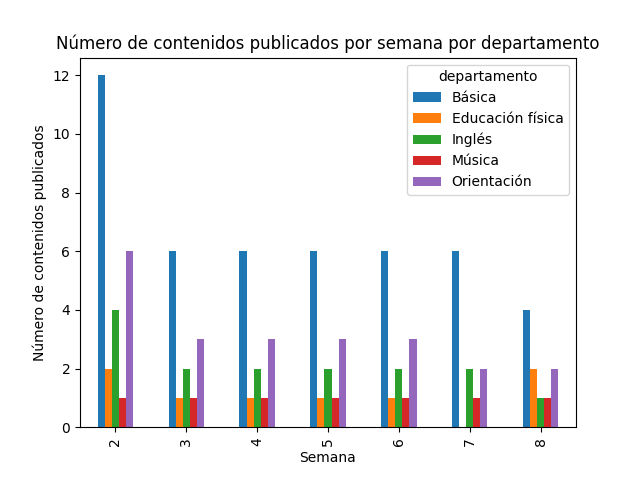 Número de contenidos publicados por semana por departamento
Número de contenidos publicados
12
10
8
6
4
2
0
departamento
Básica
Educación física
Inglés
Música
Orientación
2
3
4
5
6
7
8
Semana